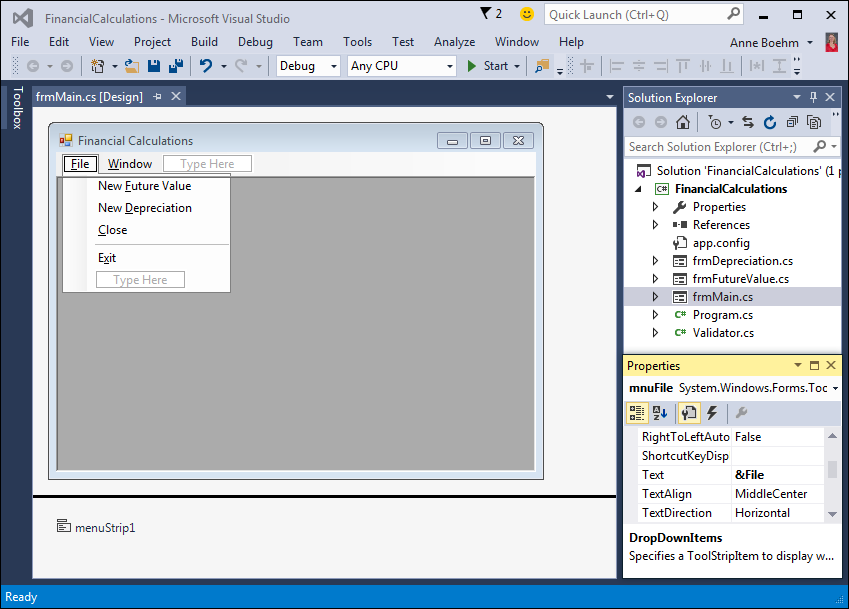 FinancialCalculations - Microsoft Visual Studio
2
Quick Launch (Ctrl+Q)
File Edit View Project Build Debug Team Tools Test Analyze Window Help
Anne Boehm
Debug Any CPU Start
Toolbox
frmMain.cs [Design]
Financial Calculations
File Window Type Here
New Future Value
New Depreciation
Close
Exit
Type Here
menuStrip1
Solution Explorer
Search Solution Explorer (Ctrl+;)
Solution 'FinancialCalculations' (1 p
C# FinancialCalculations
Properties
References
app.config
frmDepreciation.cs
frmFutureValue.cs
frmMain.cs
C# Program.cs
C# Validator.cs
Properties
mnuFile System.Windows.Forms.Toc
RightToLeftAuto False
ShortcutKeyDisp
Text &File
TextAlign MiddleCenter
TextDirection Horizontal
DropDownItems
Specifies a ToolStripItem to display w...
Ready